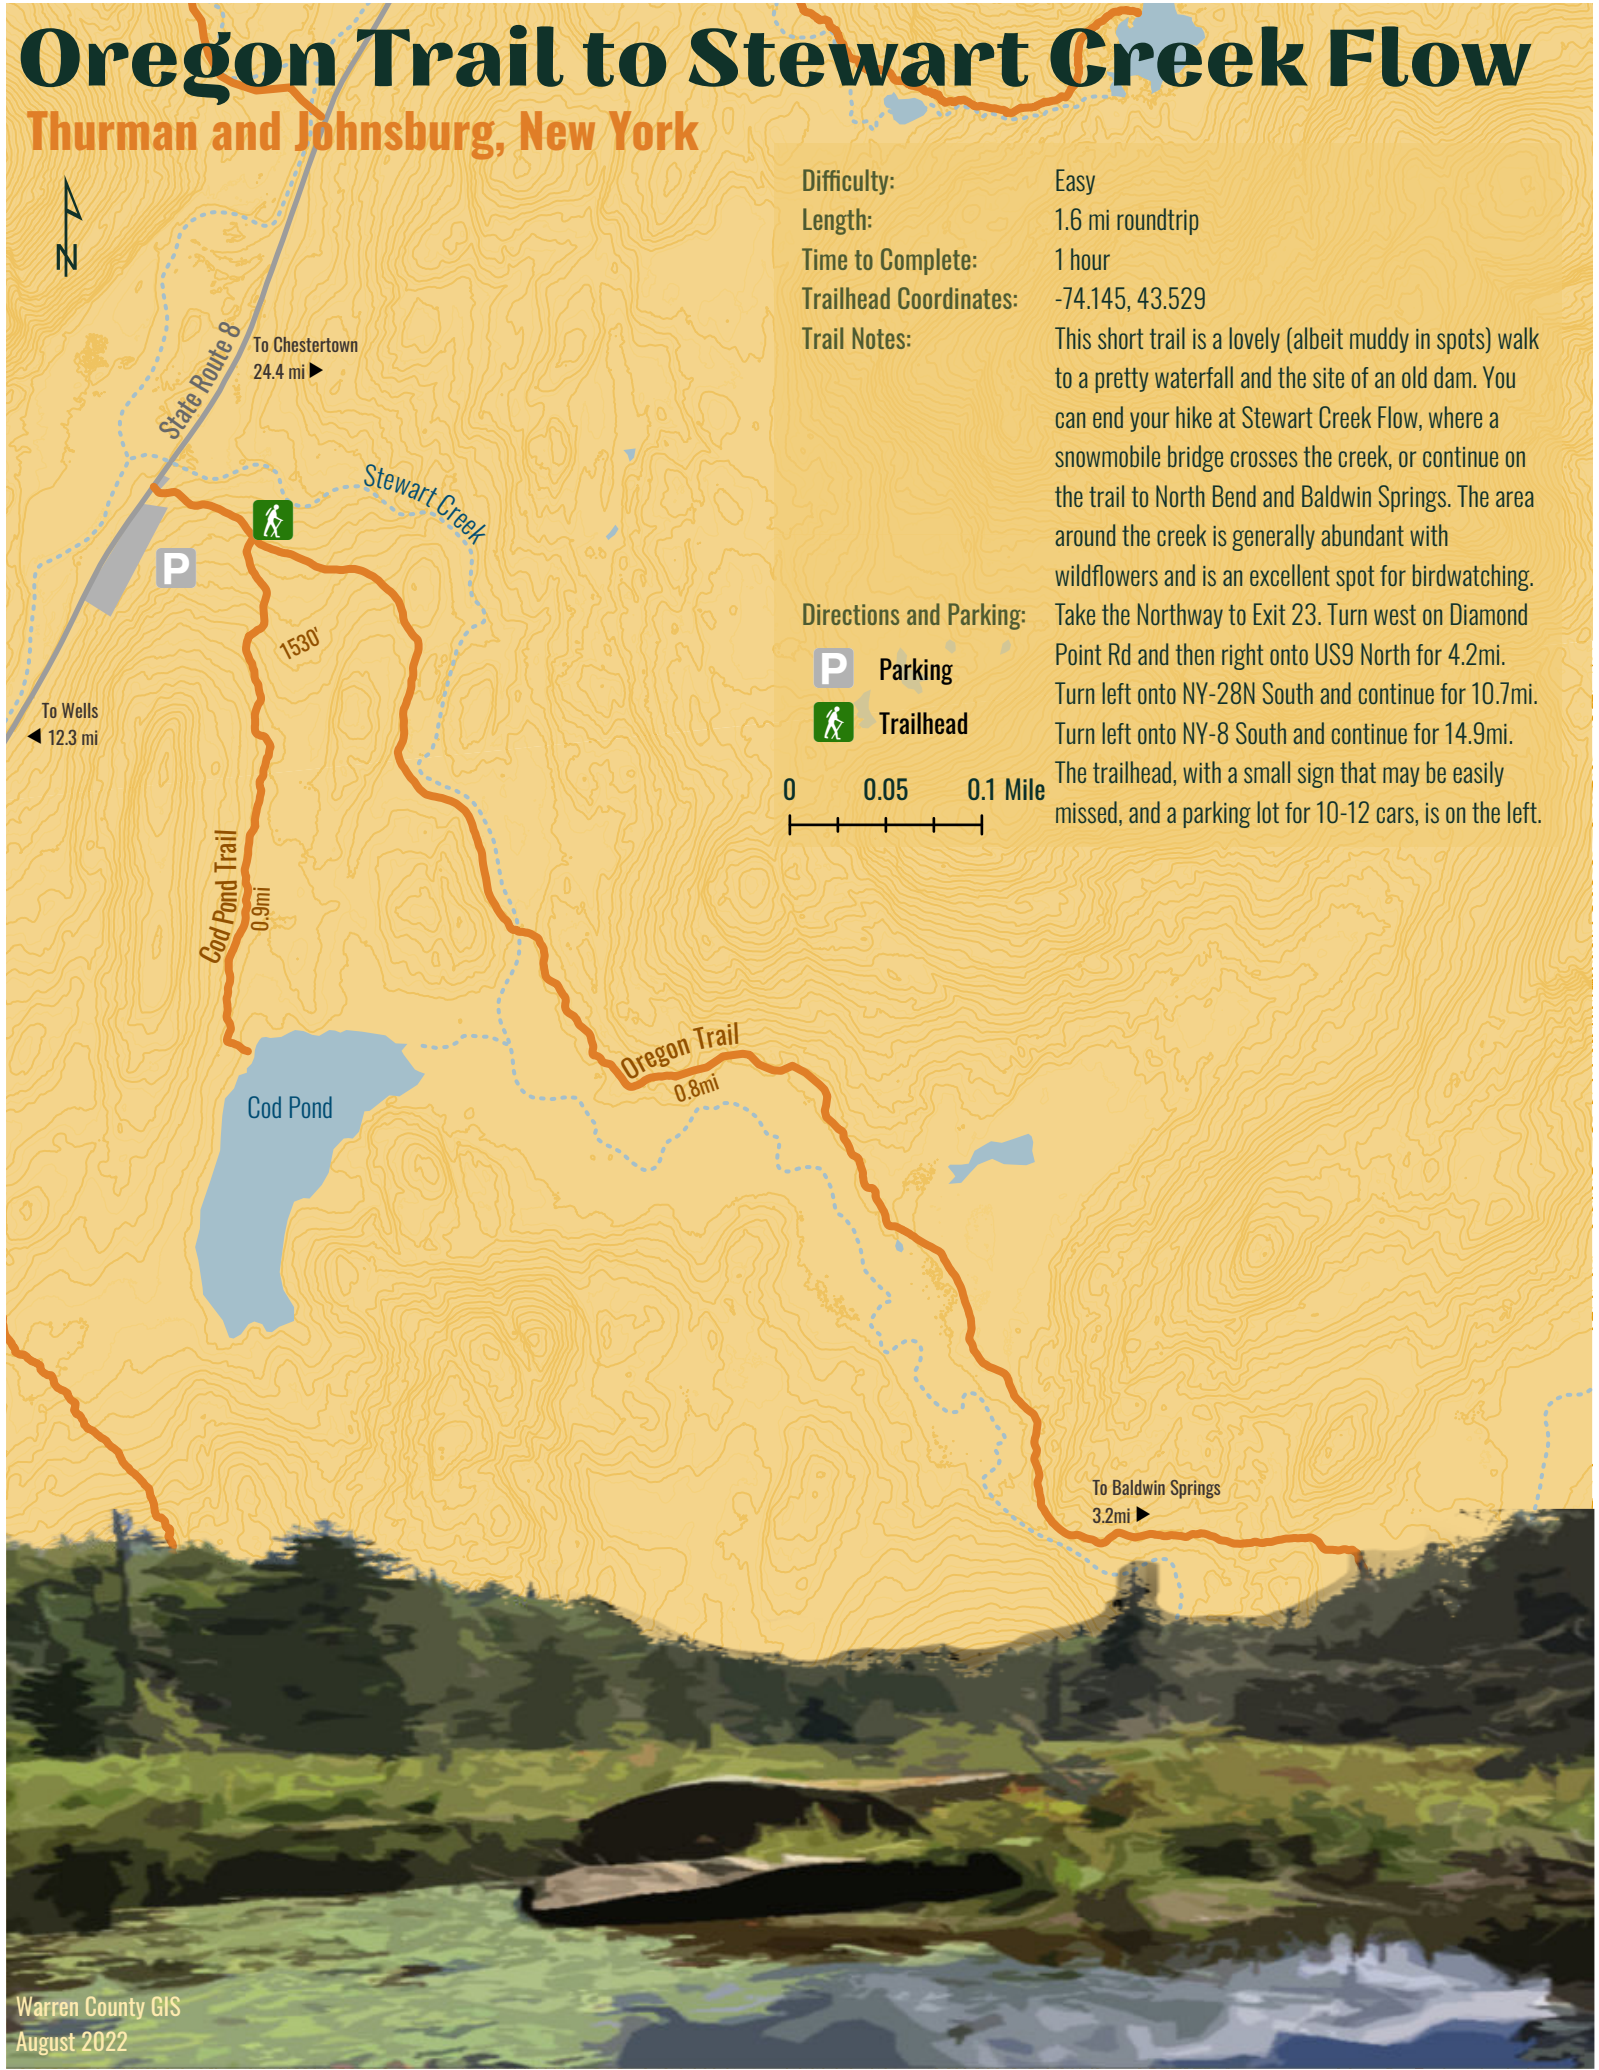 Oregon Trail to Stewart Creek Flow
Thurman and Johnsburg, New York
N
Difficulty: Easy
Length: 1.6 mi roundtrip
Time to Complete: 1 hour
Trailhead Coordinates: -74.145, 43.529
Trail Notes: This short trail is a lovely (albeit muddy in spots) walk
to a pretty waterfall and the site of an old dam. You
can end your hike at Stewart Creek Flow, where a
snowmobile bridge crosses the creek, or continue on
the trail to North Bend and Baldwin Springs. The area
around the creek is generally abundant with
wildflowers and is an excellent spot for birdwatching.
Directions and Parking: Take the Northway to Exit 23. Turn west on Diamond
Point Rd and then right onto US9 North for 4.2mi.
Turn left onto NY-28N South and continue for 10.7mi.
Turn left onto NY-8 South and continue for 14.9mi.
The trailhead, with a small sign that may be easily
missed, and a parking lot for 10-12 cars, is on the left.
P Parking
Trailhead
0 0.05 0.1 Mile
State Route 8
To Chestertown
24.4 mi
Stewart Creek
P
1530'
To Wells
12.3 mi
Cod Pond Trail
0.9mi
Oregon Trail
0.8mi
Cod Pond
To Baldwin Springs
3.2mi
Warren County GIS
August 2022